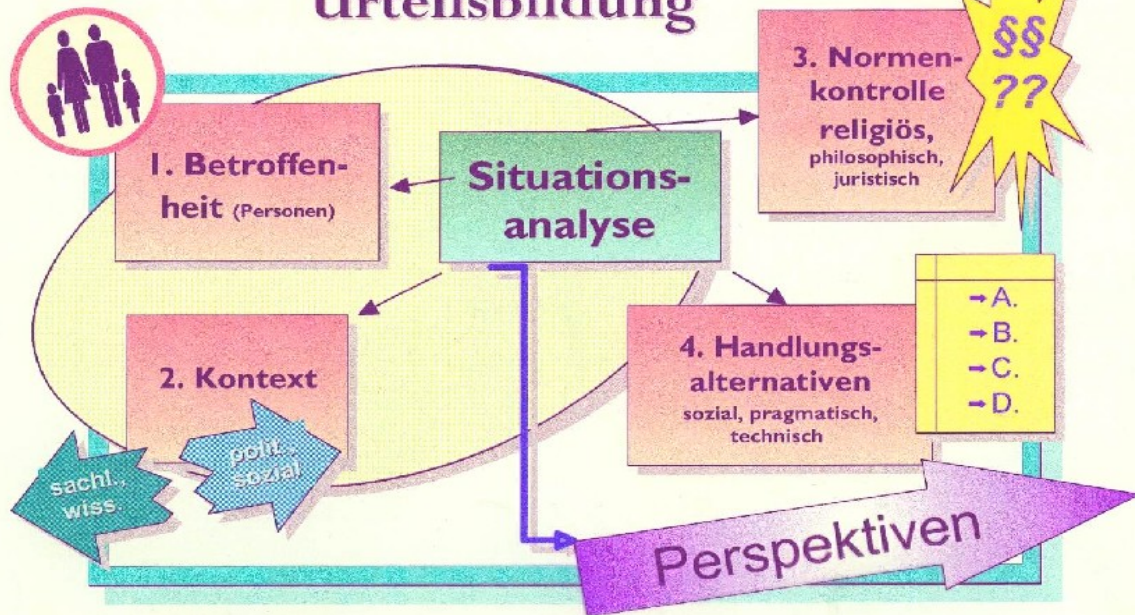 Urteilsbildung
§§
??
3. Normen-
kontrolle
religiös,
philosophisch,
juristisch
1. Betroffen-
heit (Personen)
Situations-
analyse
2. Kontext
sachl.,
wiss.
polit.,
sozial
4. Handlungs-
alternativen
sozial, pragmatisch,
technisch
→A.
→B.
→C.
→D.
Perspektiven